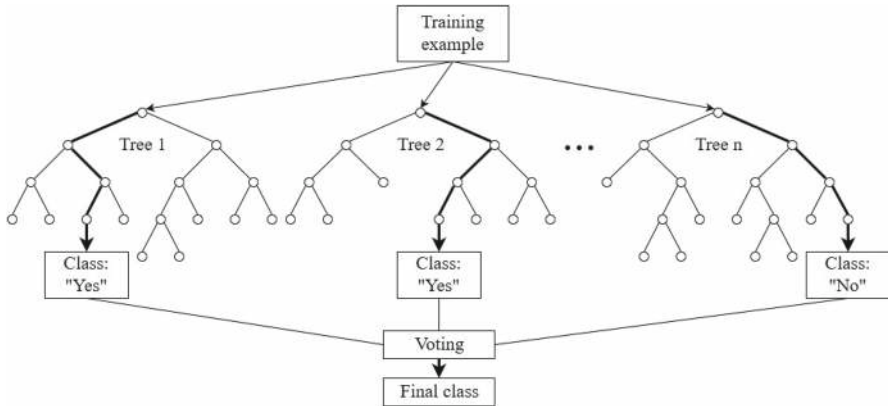 Training
example
Tree 1
Tree 2
Tree n
Class:
"Yes"
Class:
"Yes"
Class:
"No"
Voting
Final class